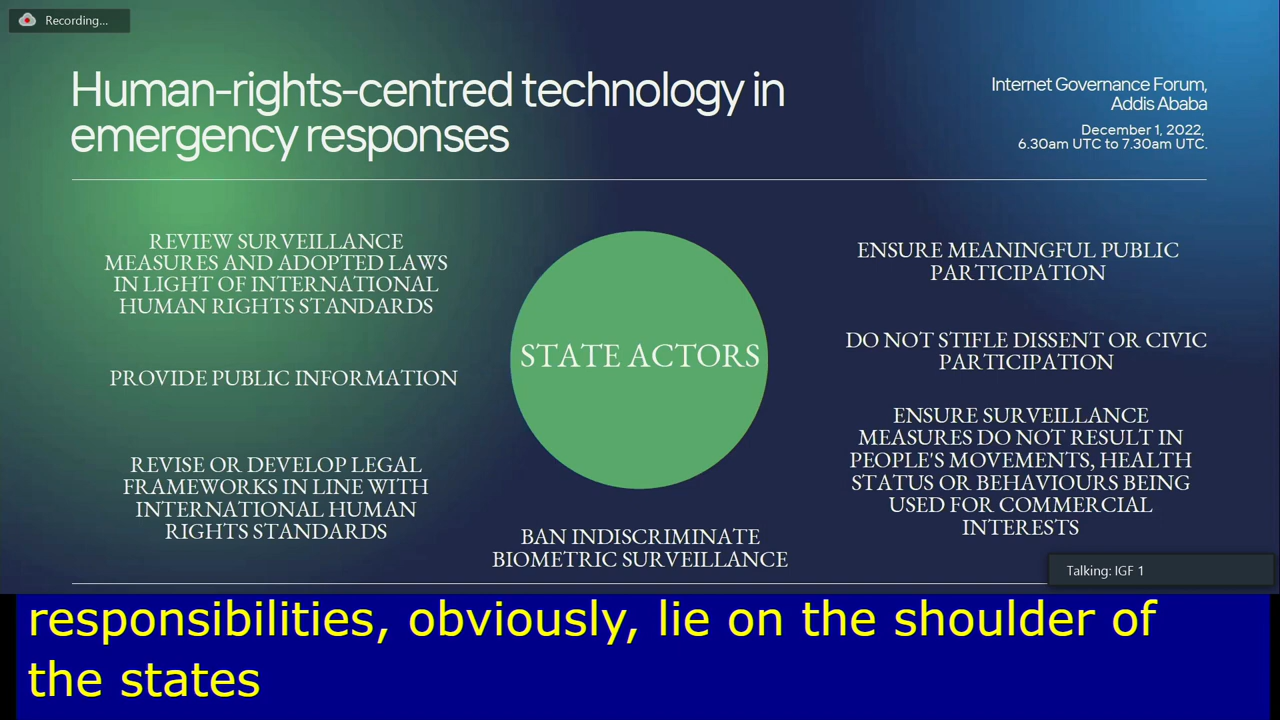 Recording...
Human-rights-centred technology in
emergency responses
Internet Governance Forum,
Addis Ababa
December 1, 2022,
6.30am UTC to 7.30am UTC.
REVIEW SURVEILLANCE
MEASURES AND ADOPTED LAWS
IN LIGHT OF INTERNATIONAL
HUMAN RIGHTS STANDARDS
PROVIDE PUBLIC INFORMATION
REVISE OR DEVELOP LEGAL
FRAMEWORKS IN LINE WITH
INTERNATIONAL HUMAN
RIGHTS STANDARDS
STATE ACTORS
BAN INDISCRIMINATE
BIOMETRIC SURVEILLANCE
ENSURE MEANINGFUL PUBLIC
PARTICIPATION
DO NOT STIFLE DISSENT OR CIVIC
PARTICIPATION
ENSURE SURVEILLANCE
MEASURES DO NOT RESULT IN
PEOPLE'S MOVEMENTS, HEALTH
STATUS OR BEHAVIOURS BEING
USED FOR COMMERCIAL
INTERESTS
Talking: IGF 1
responsibilities, obviously, lie on the shoulder of
the states